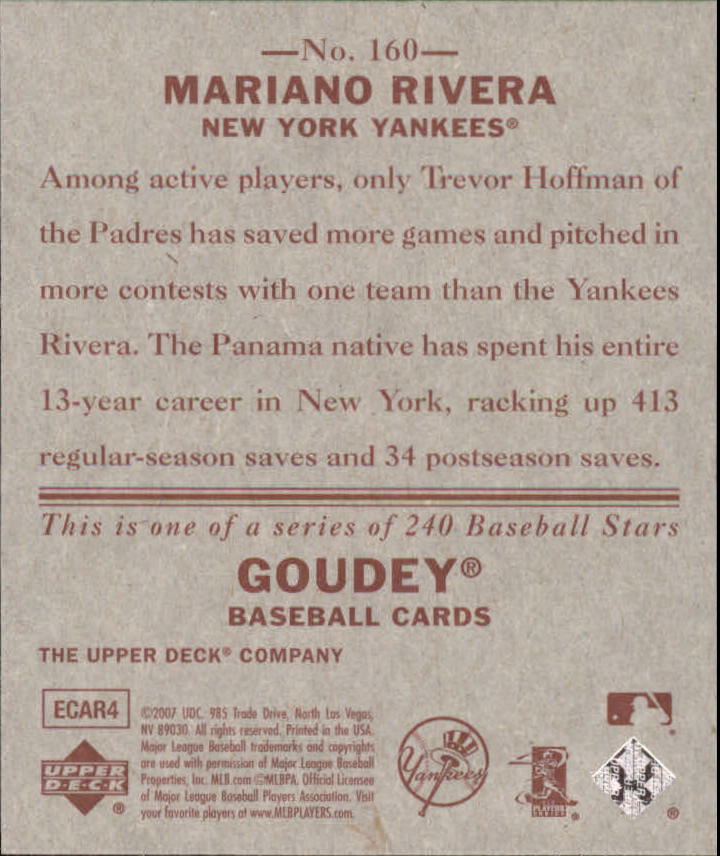 —No. 160—
MARIANO RIVERA
NEW YORK YANKEES®
Among active players, only Trevor Hoffman of
the Padres has saved more games and pitched in
more contests with one team than the Yankees
Rivera. The Panama native has spent his entire
13-year career in New York, racking up 413
regular-season saves and 34 postseason saves.
This is one of a series of 240 Baseball Stars
GOUDEY®
BASEBALL CARDS
THE UPPER DECK® COMPANY
ECAR4
©2007 UDC. 985 Trade Drive, North Las Vegas,
NV 89030. All rights reserved. Printed in the USA.
Major League Baseball trademarks and copyrights
are used with permission of Major League Baseball
Properties, Inc. MLB.com ©MLBPA. Official Licensee
of Major League Baseball Players Association. Visit
your favorite players at www.MLBPLAYERS.com.
UPPER
D·E·C·K
®
Yankees
PLAYERS
CHOICE
®
®